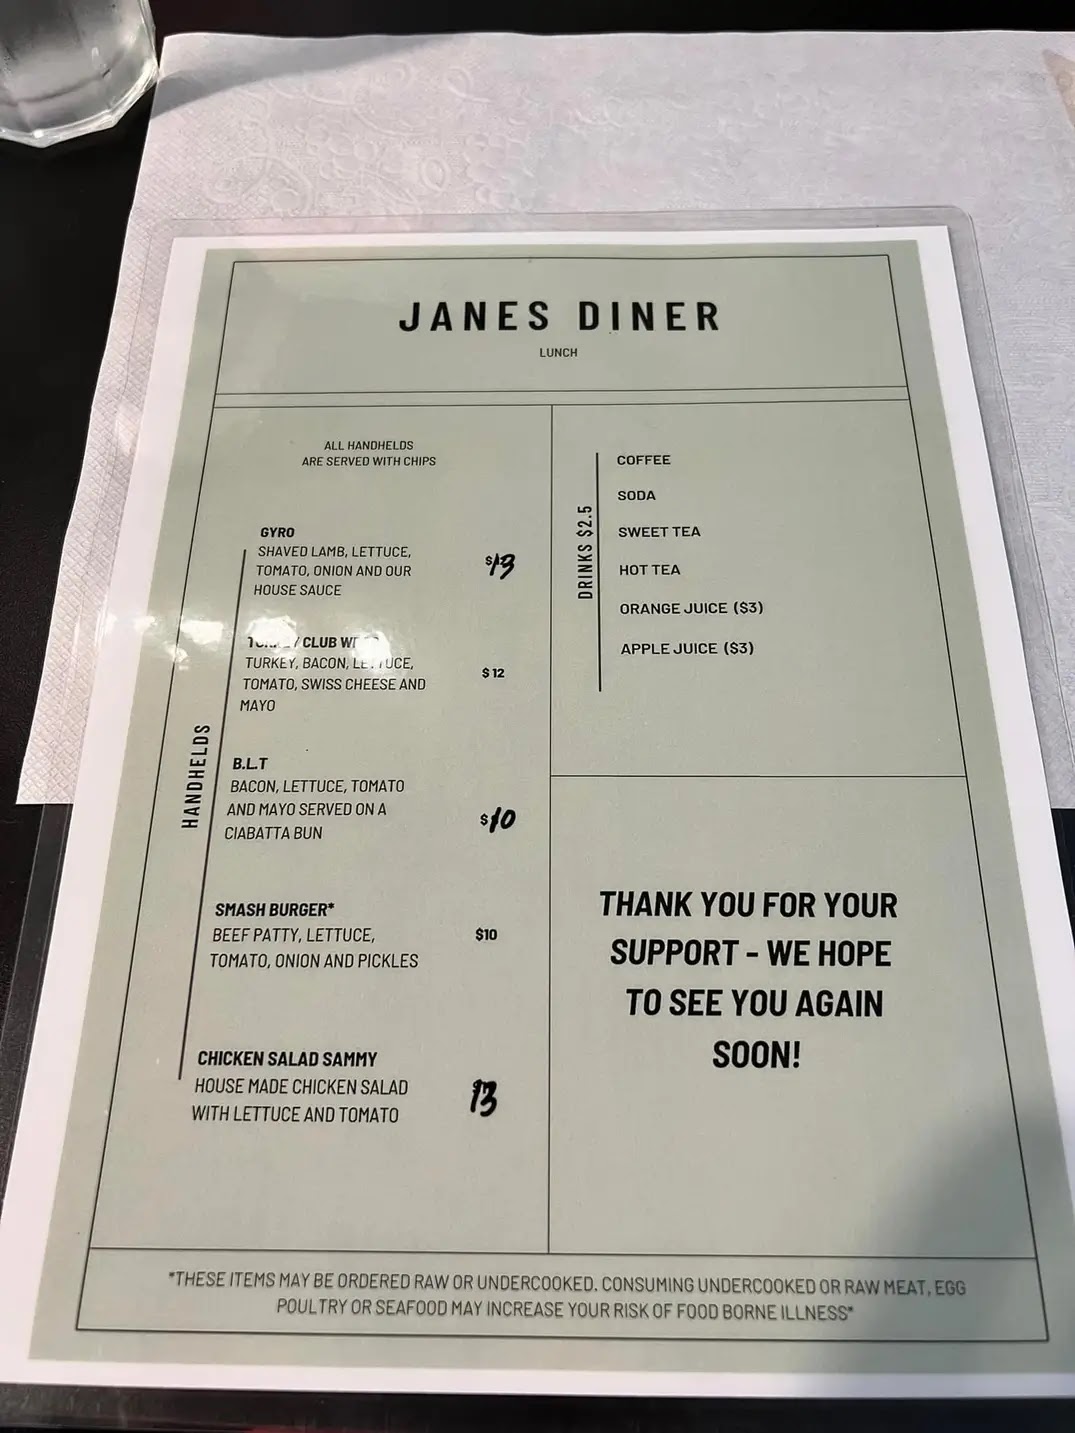 JANES DINER
LUNCH
ALL HANDHELDS
ARE SERVED WITH CHIPS
HANDHELDS
GYRO
SHAVED LAMB, LETTUCE,
TOMATO, ONION AND OUR
HOUSE SAUCE
$13
CLUB
TURKEY, BACON, LETTUCE,
TOMATO, SWISS CHEESE AND
MAYO
$12
B.L.T
BACON, LETTUCE, TOMATO
AND MAYO SERVED ON A
CIABATTA BUN
$10
SMASH BURGER*
BEEF PATTY, LETTUCE,
TOMATO, ONION AND PICKLES
$10
CHICKEN SALAD SAMMY
HOUSE MADE CHICKEN SALAD
WITH LETTUCE AND TOMATO
13
DRINKS $2.5
COFFEE
SODA
SWEET TEA
HOT TEA
ORANGE JUICE ($3)
APPLE JUICE ($3)
THANK YOU FOR YOUR
SUPPORT - WE HOPE
TO SEE YOU AGAIN
SOON!
*THESE ITEMS MAY BE ORDERED RAW OR UNDERCOOKED. CONSUMING UNDERCOOKED OR RAW MEAT, EGG
POULTRY OR SEAFOOD MAY INCREASE YOUR RISK OF FOOD BORNE ILLNESS*